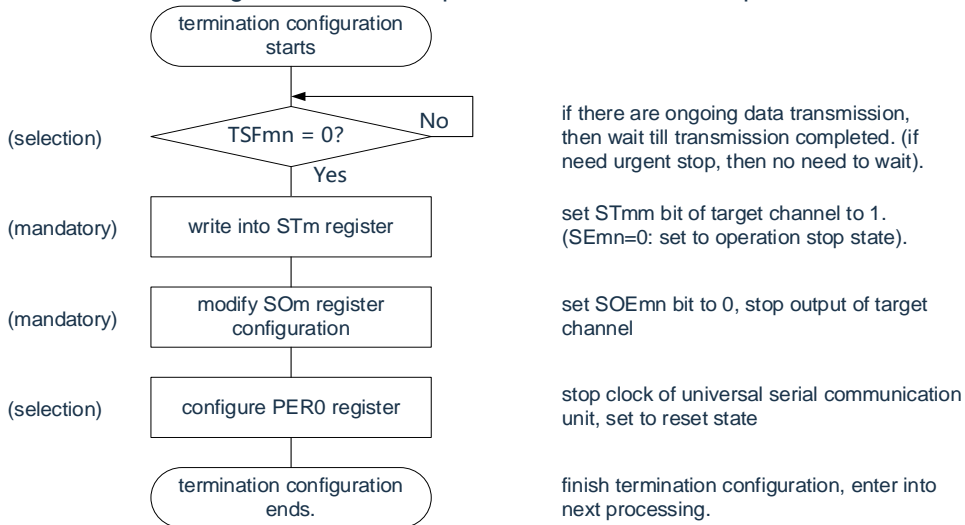 termination configuration
starts
(selection)
TSFmn = 0?
No
if there are ongoing data transmission,
then wait till transmission completed. (if
need urgent stop, then no need to wait).
Yes
(mandatory)
write into STm register
set STmm bit of target channel to 1.
(SEmn=0: set to operation stop state).
(mandatory)
modify SOm register
configuration
set SOEmn bit to 0, stop output of target
channel
(selection)
configure PER0 register
stop clock of universal serial communication
unit, set to reset state
termination configuration
ends.
finish termination configuration, enter into
next processing.